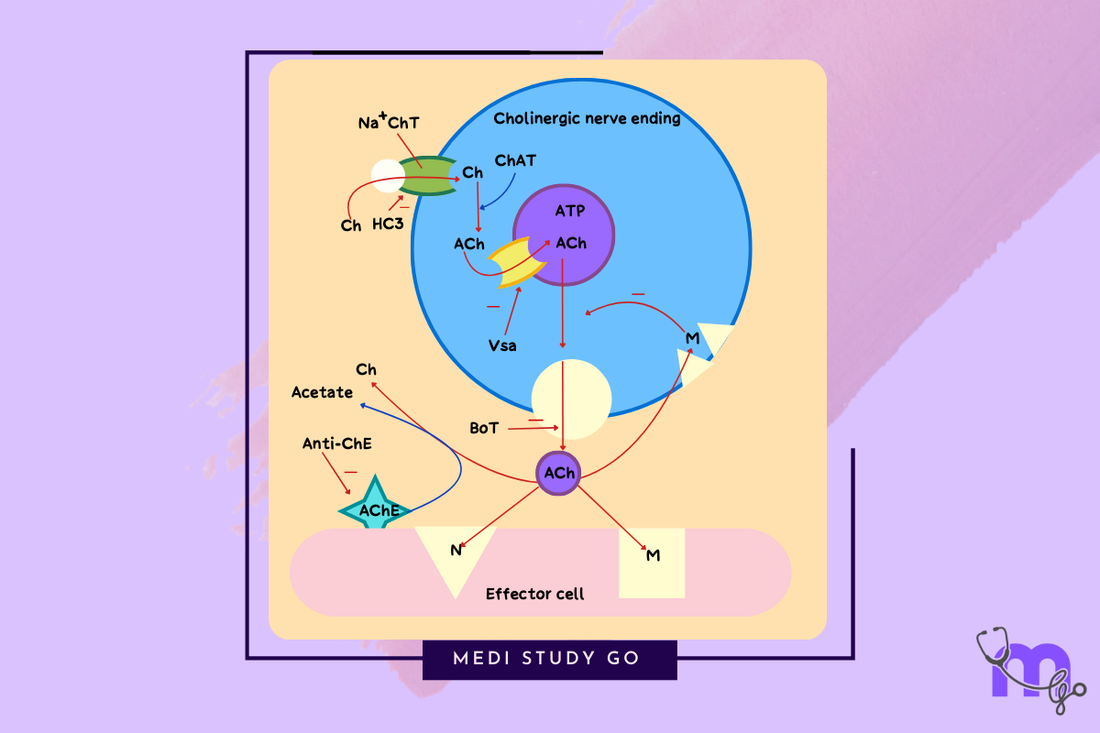 Cholinergic nerve ending
Na⁺ChT
Ch
ChAT
Ch
HC3
ATP
ACh
ACh
Vsa
M
Ch
Acetate
BoT
Anti-ChE
ACh
AChE
N
M
Effector cell
MEDI STUDY GO
m
go